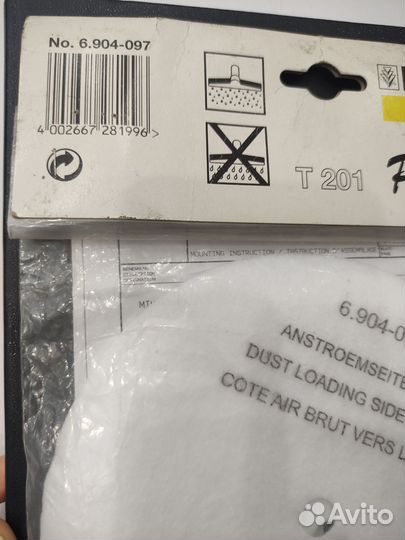 No. 6.904-097
4 002667 281996 >
T 201
MOUNTING INSTRUCTION / INSTRUCTION D'ASSEMBLAGE
6.904-0
ANSTROEMSEITE
DUST LOADING SIDE
COTE AIR BRUT VERS L
Avito